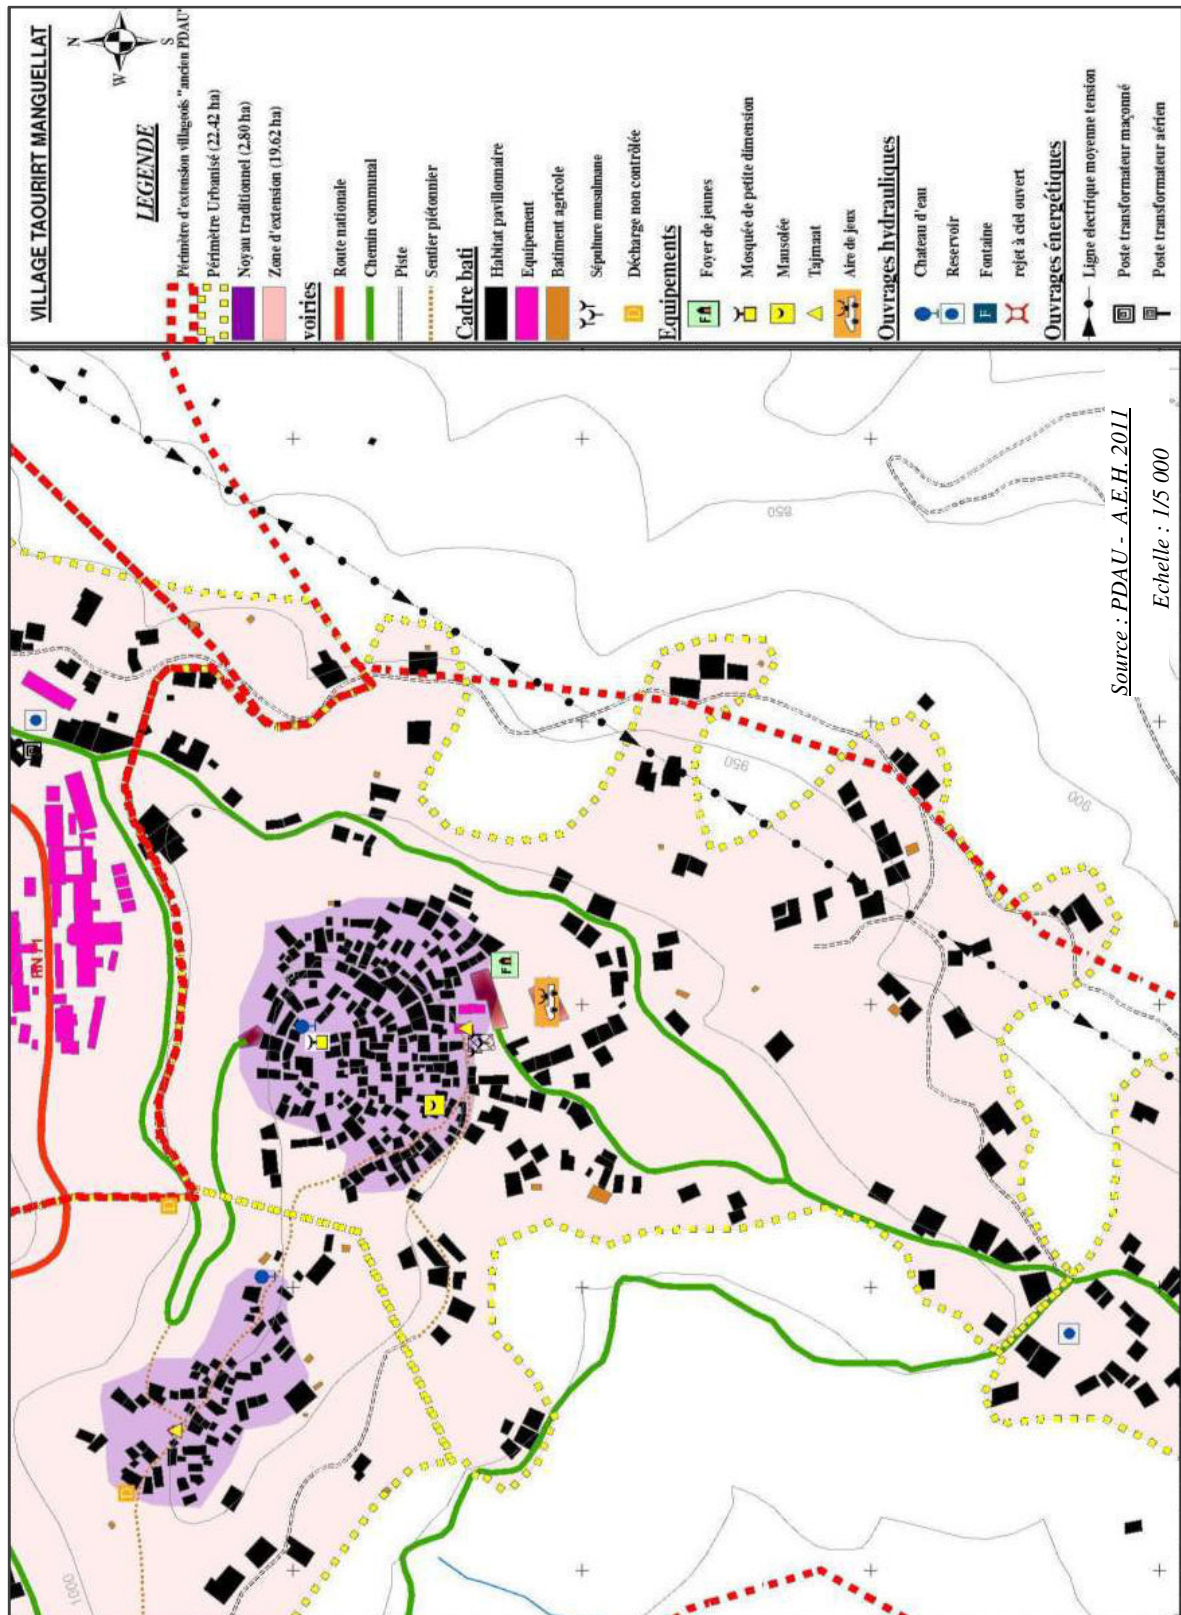 VILLAGE TAOURIRT MANGUELLAT
N
S
W
LEGENDE
Périmètre d'extension villageois "ancien PDAU"
Périmètre Urbanisé (22.42 ha)
Noyau traditionnel (2.80 ha)
Zone d'extension (19.62 ha)
voiries
Route nationale
Chemin communal
Piste
Sentier piétonnier
Cadre bati
Habitat pavillonnaire
Equipement
Batiment agricole
Sépulture musulmane
D
Décharge non contrôlée
Equipements
F
Foyer de jeunes
Mosquée de petite dimension
Mausolée
Tajmaat
Aire de jeux
Ouvrages hydrauliques
Chateau d'eau
Reservoir
F
Fontaine
rejet à ciel ouvert
Ouvrages énergétiques
Ligne electrique moyenne tension
Poste transformateur maçonné
Poste transformateur aérien
RN 71
850
950
900
1000
F
D
D
Source : PDAU - A.E.H. 2011
Echelle : 1/5 000